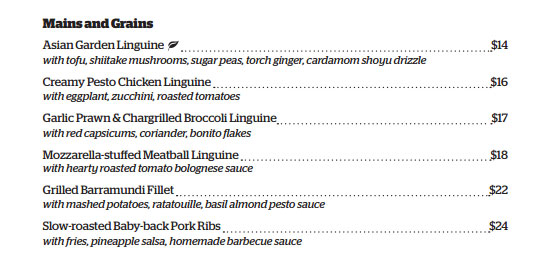 Mains and Grains
Asian Garden Linguine $14
with tofu, shiitake mushrooms, sugar peas, torch ginger, cardamom shoyu drizzle
Creamy Pesto Chicken Linguine $16
with eggplant, zucchini, roasted tomatoes
Garlic Prawn & Chargrilled Broccoli Linguine $17
with red capsicums, coriander, bonito flakes
Mozzarella-stuffed Meatball Linguine $18
with hearty roasted tomato bolognese sauce
Grilled Barramundi Fillet $22
with mashed potatoes, ratatouille, basil almond pesto sauce
Slow-roasted Baby-back Pork Ribs $24
with fries, pineapple salsa, homemade barbecue sauce